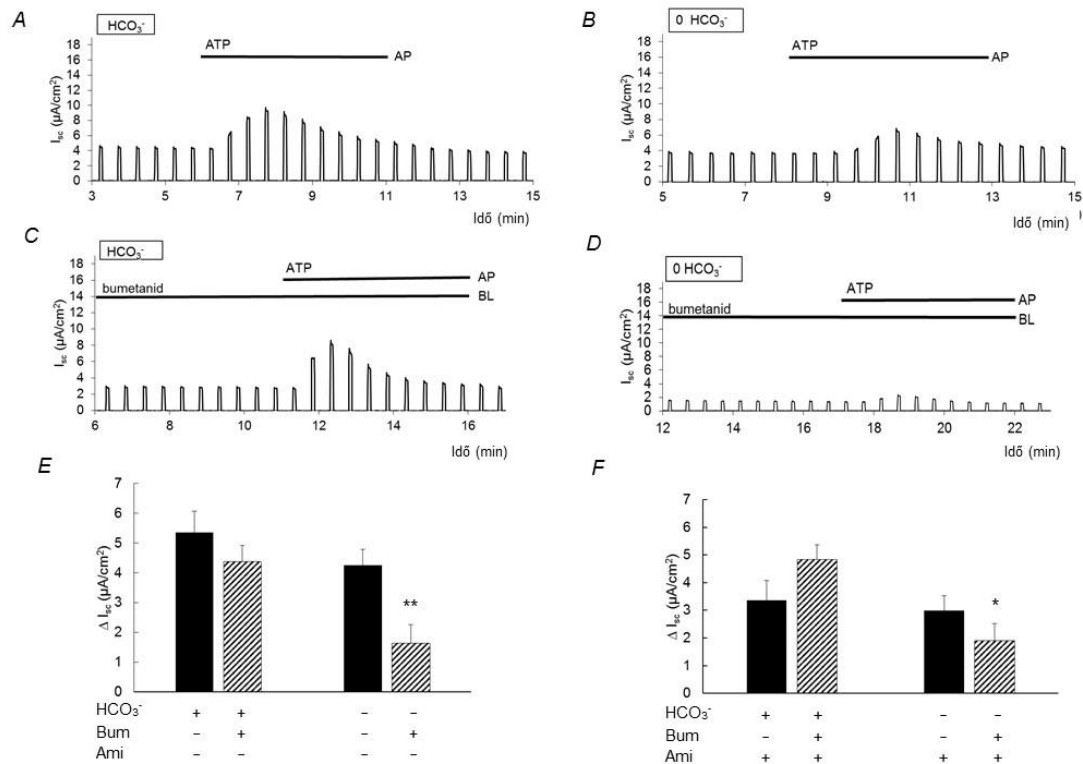 A
HCO₃⁻
ATP
AP
18
16
14
12
10
8
6
4
2
0
I_sc (µA/cm²)
3 5 7 9 11 13 15
Idő (min)
B
0 HCO₃⁻
ATP
AP
18
16
14
12
10
8
6
4
2
0
I_sc (µA/cm²)
5 7 9 11 13 15
Idő (min)
C
HCO₃⁻
ATP
AP
bumetanid
BL
18
16
14
12
10
8
6
4
2
0
I_sc (µA/cm²)
6 8 10 12 14 16
Idő (min)
D
0 HCO₃⁻
ATP
AP
bumetanid
BL
18
16
14
12
10
8
6
4
2
0
I_sc (µA/cm²)
12 14 16 18 20 22
Idő (min)
E
7
6
5
4
3
2
1
0
Δ I_sc (µA/cm²)
**
HCO₃⁻ + + - -
Bum - + - +
Ami - - - -
F
7
6
5
4
3
2
1
0
Δ I_sc (µA/cm²)
*
HCO₃⁻ + + - -
Bum - + - +
Ami + + + +